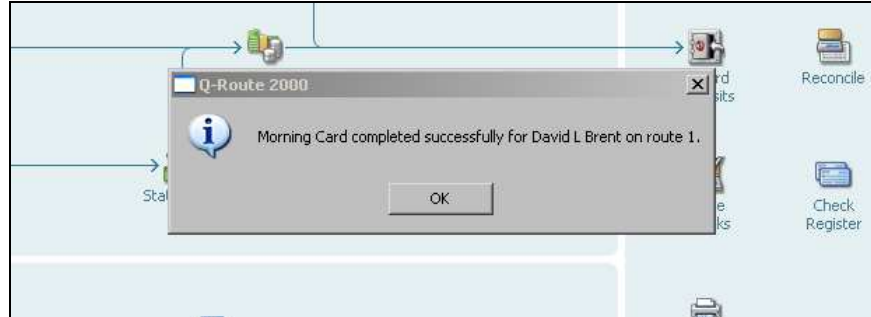 Q-Route 2000
Morning Card completed successfully for David L Brent on route 1.
OK
Reconcile
Check
Register